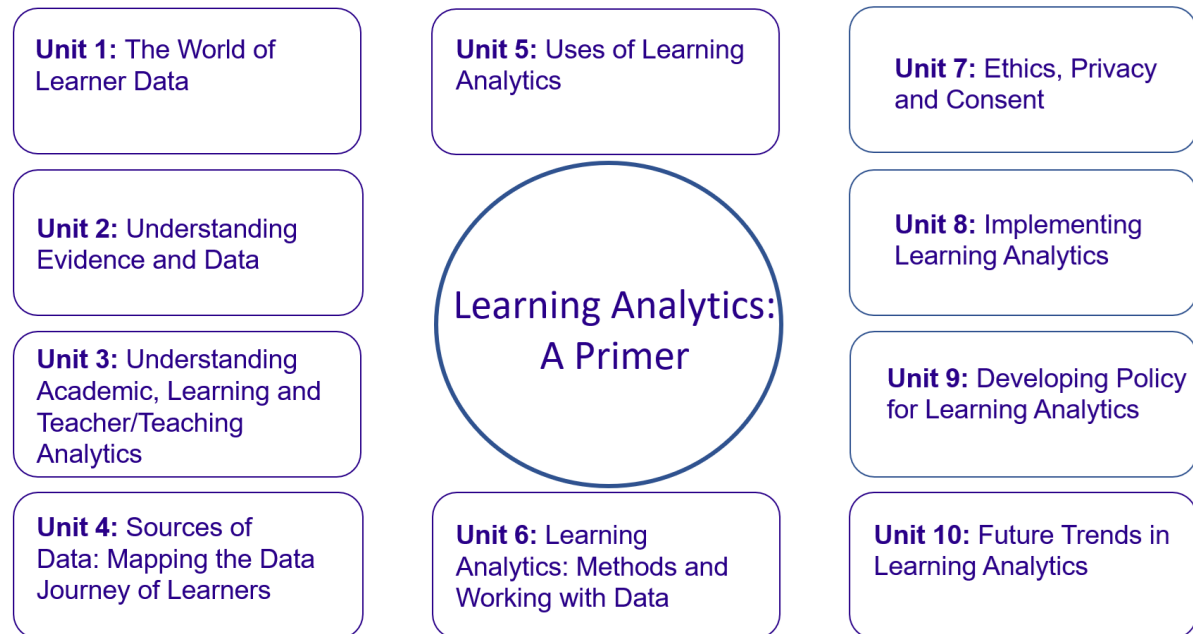 Unit 1: The World of
Learner Data
Unit 2: Understanding
Evidence and Data
Unit 3: Understanding
Academic, Learning and
Teacher/Teaching
Analytics
Unit 4: Sources of
Data: Mapping the Data
Journey of Learners
Unit 5: Uses of Learning
Analytics
Learning Analytics:
A Primer
Unit 6: Learning
Analytics: Methods and
Working with Data
Unit 7: Ethics, Privacy
and Consent
Unit 8: Implementing
Learning Analytics
Unit 9: Developing Policy
for Learning Analytics
Unit 10: Future Trends in
Learning Analytics